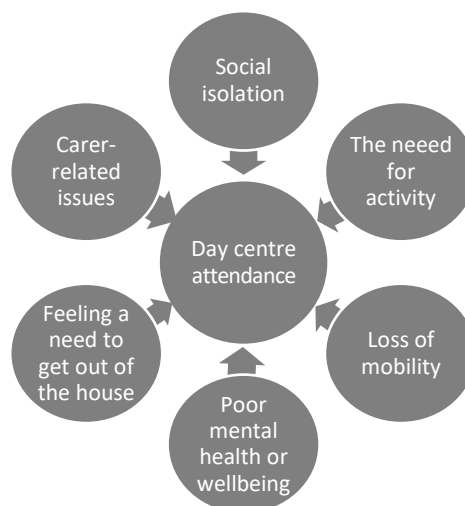 Social
isolation
Carer-
related
issues
The neeed
for
activity
Day centre
attendance
Feeling a
need to
get out of
the house
Loss of
mobility
Poor
mental
health or
wellbeing